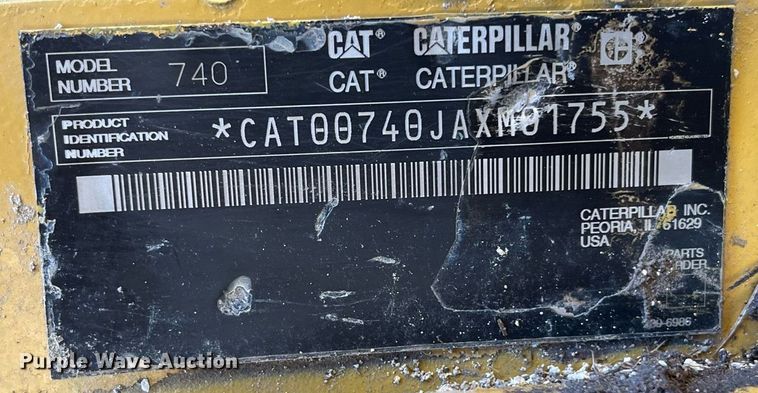 CAT® CATERPILLAR®
CAT® CATERPILLAR®
MODEL NUMBER 740
PRODUCT IDENTIFICATION NUMBER
*CAT00740JAXM01755*
CATERPILLAR INC.
PEORIA, IL 61629
USA
PARTS
Purple Wave Auction